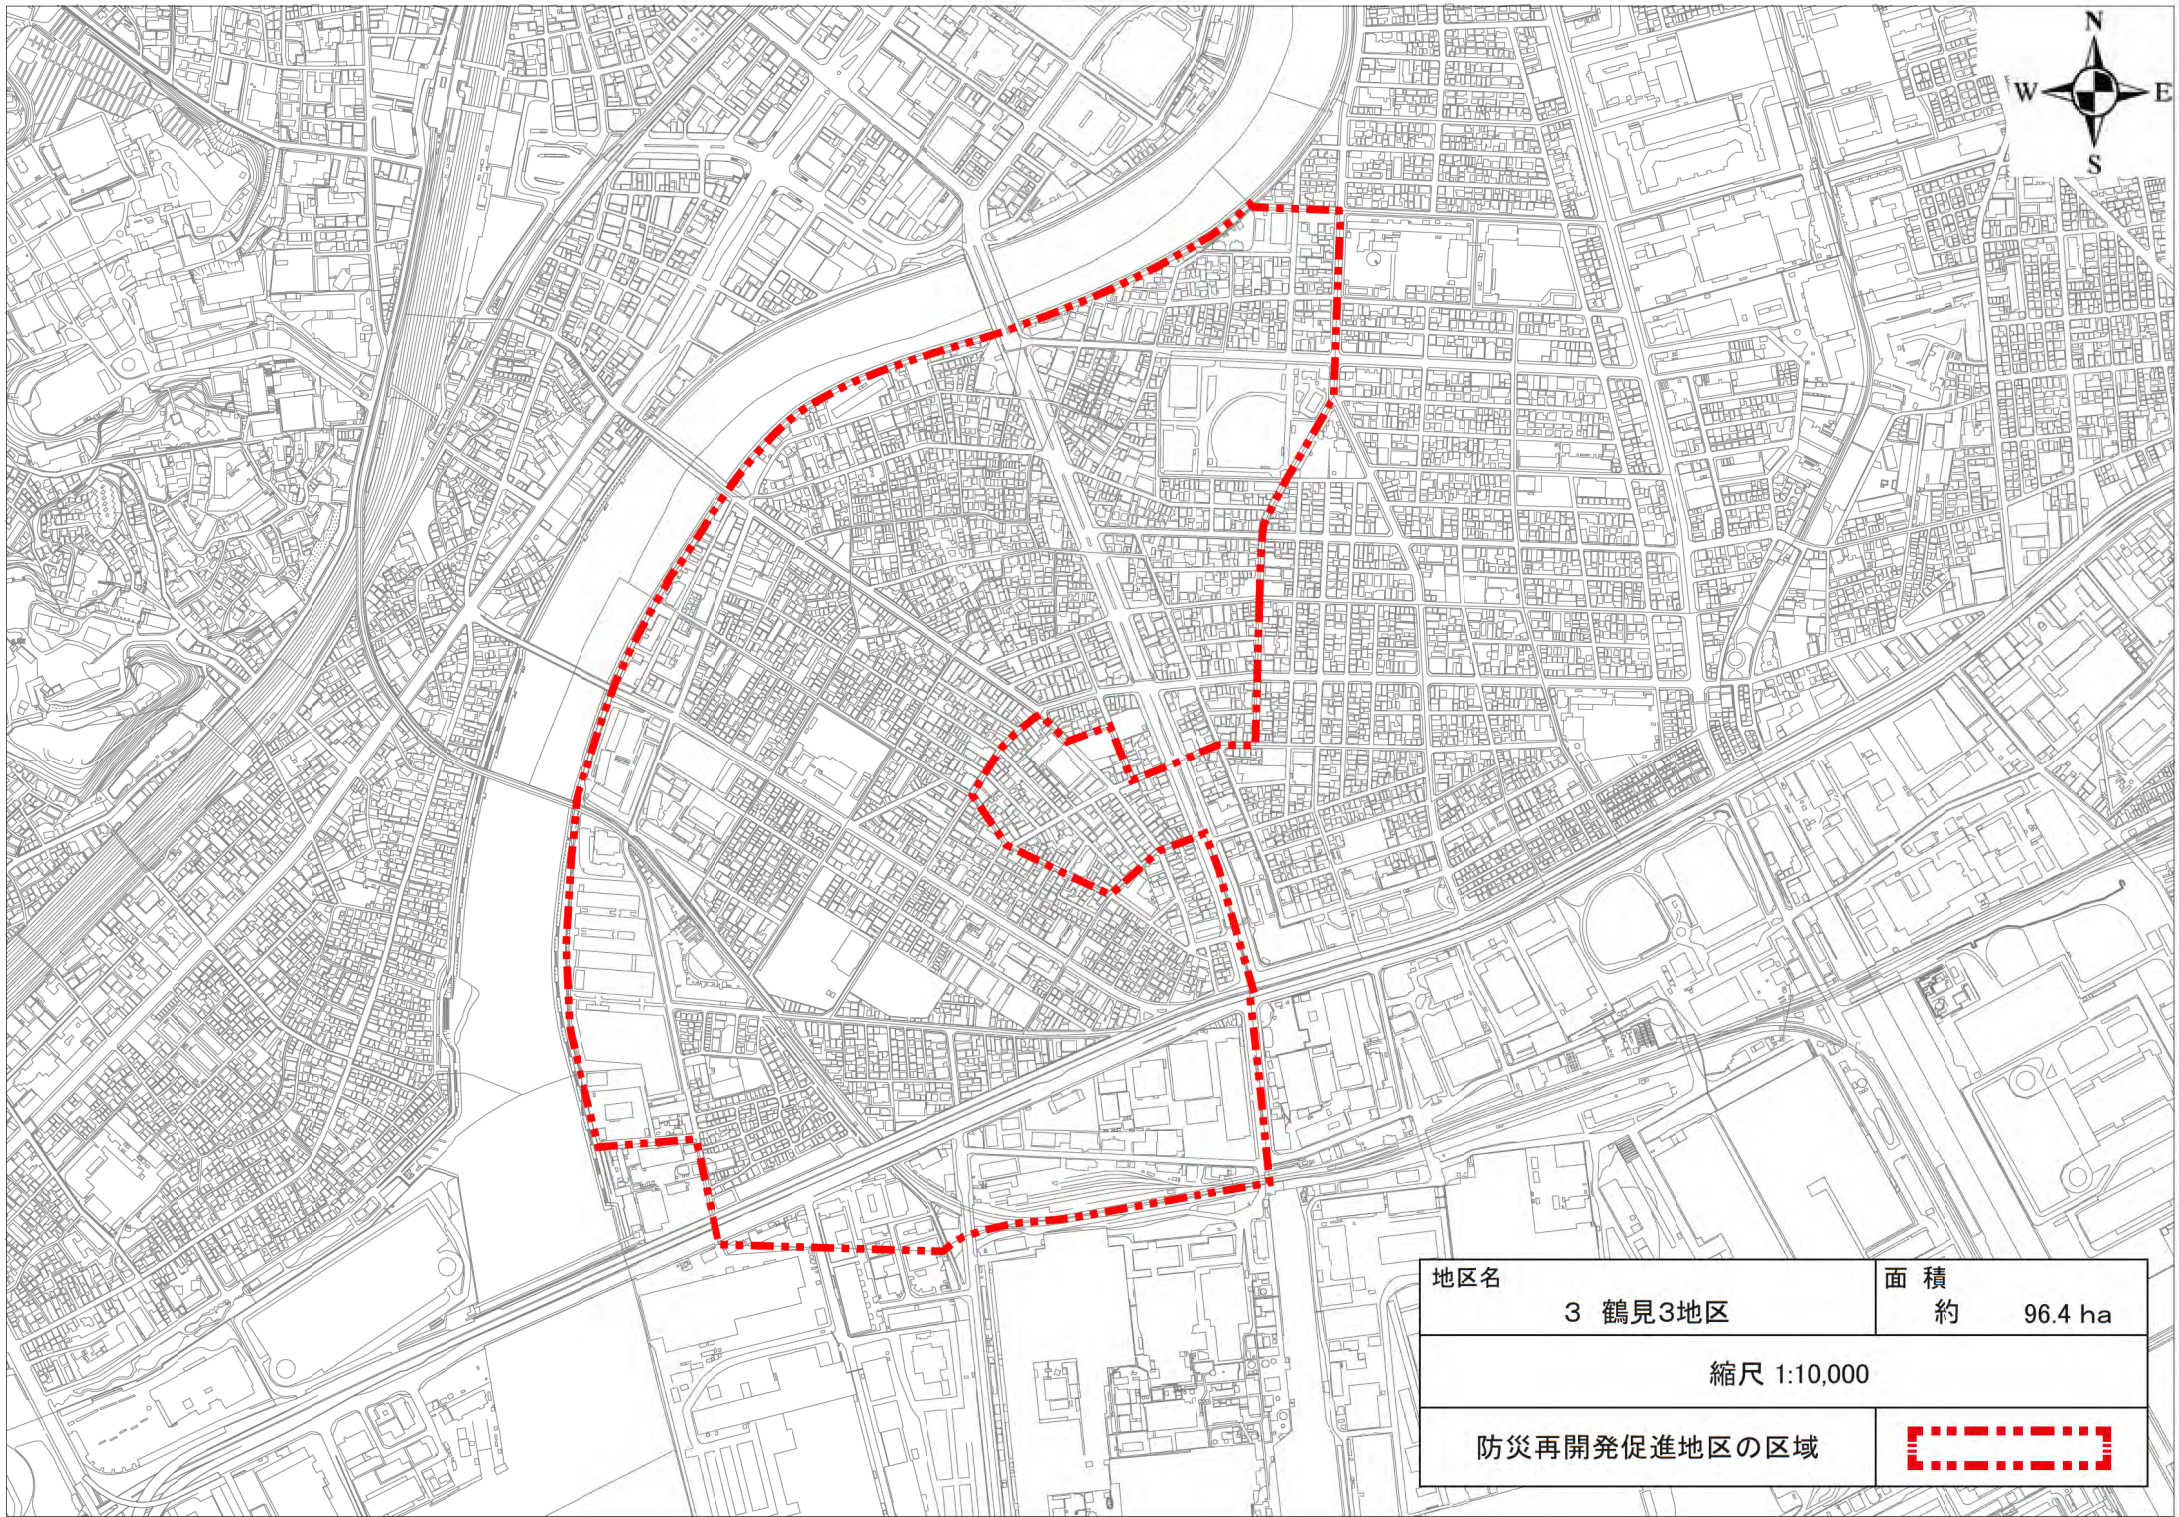 N
W E
S
地区名
3 鶴見3地区
面 積
約 96.4 ha
縮尺 1:10,000
防災再開発促進地区の区域